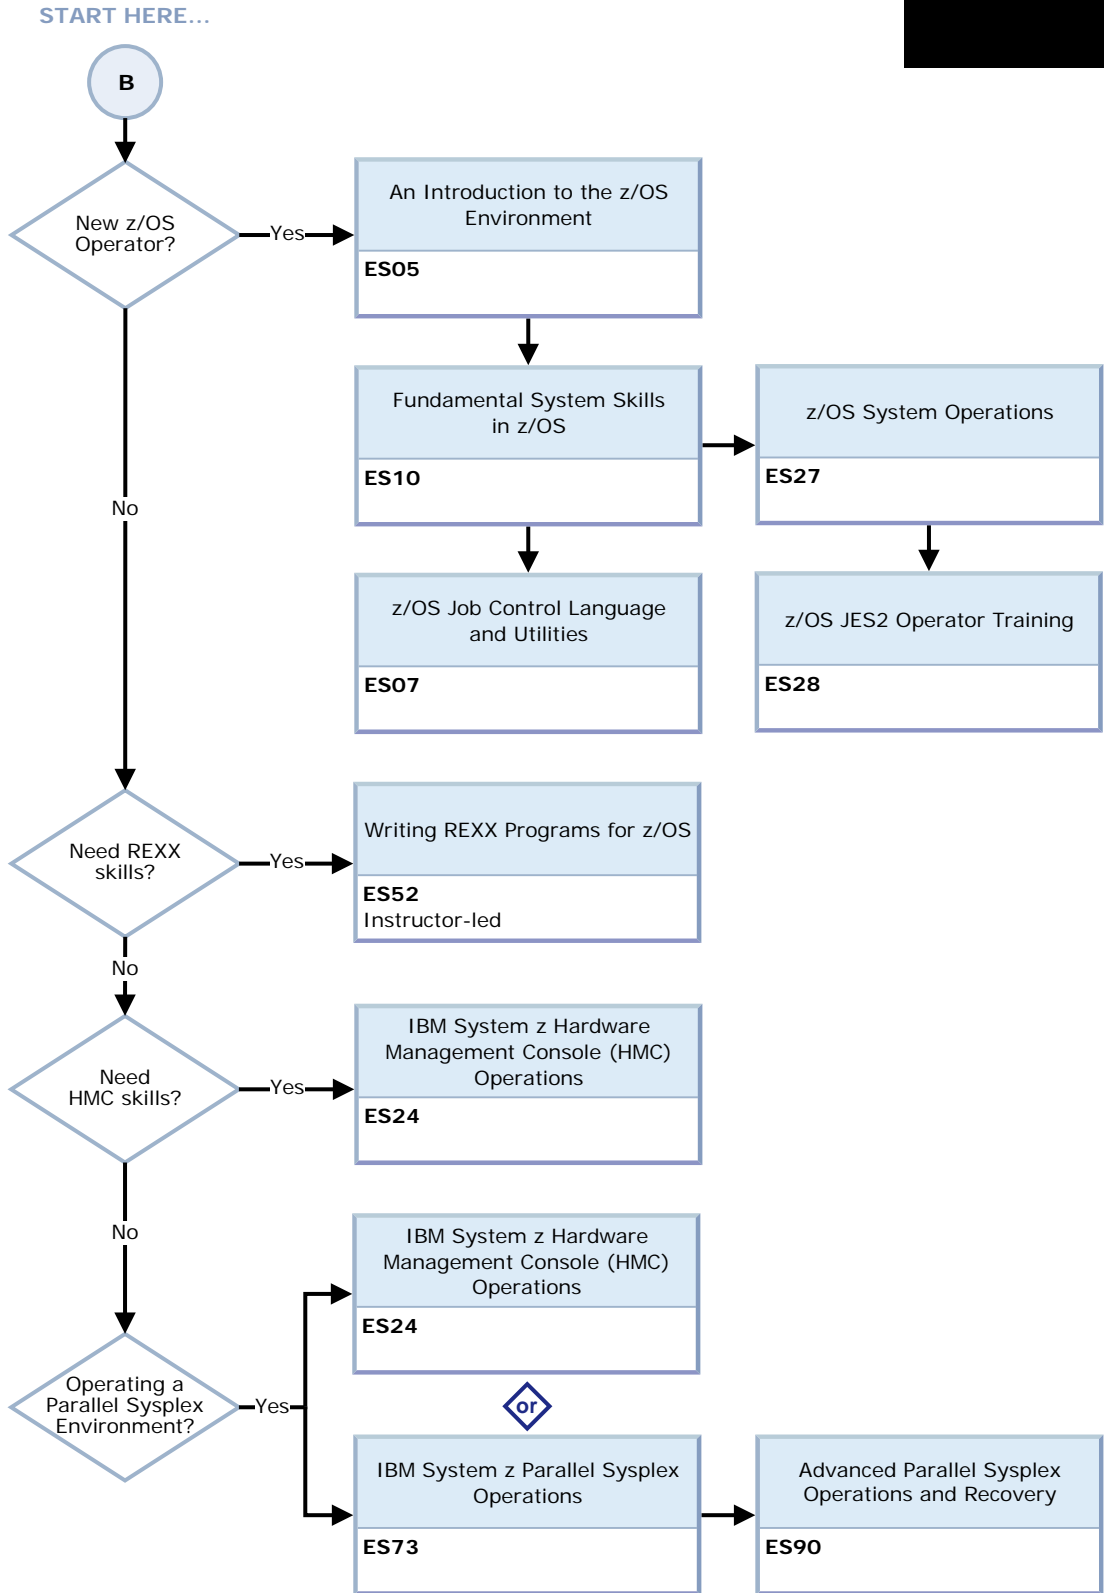 START HERE...
B
New z/OS
Operator?
Yes
An Introduction to the z/OS
Environment
ES05
Fundamental System Skills
in z/OS
ES10
z/OS System Operations
ES27
No
z/OS Job Control Language
and Utilities
ES07
z/OS JES2 Operator Training
ES28
Need REXX
skills?
Yes
Writing REXX Programs for z/OS
ES52
Instructor-led
No
Need
HMC skills?
Yes
IBM System z Hardware
Management Console (HMC)
Operations
ES24
No
IBM System z Hardware
Management Console (HMC)
Operations
ES24
Operating a
Parallel Sysplex
Environment?
Yes
or
IBM System z Parallel Sysplex
Operations
ES73
Advanced Parallel Sysplex
Operations and Recovery
ES90